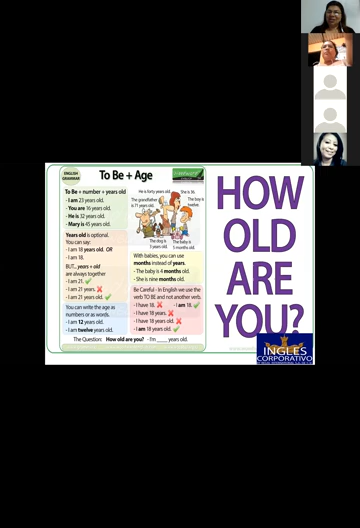 ENGLISH
GRAMMAR
To Be + Age
To Be + number + years old
- I am 23 years old.
- You are 16 years old.
- He is 32 years old.
- Mary is 45 years old.
Years old is optional.
You can say:
- I am 18 years old. OR
- I am 18.
BUT... years + old
are always together
- I am 21.
- I am 21 years.
- I am 21 years old.
You can write the age as
numbers or as words.
- I am 12 years old.
- I am twelve years old.
He is forty years old.
She is 36.
The grandfather
is 71 years old.
The boy is
twelve.
The dog is
3 years old.
The baby is
5 months old.
With babies, you can use
months instead of years.
- The baby is 4 months old.
- She is nine months old.
Be Careful - In English we use the
verb TO BE and not another verb.
- I have 18.
- I am 18.
- I have 18 years.
- I have 18 years old.
- I am 18 years old.
The Question: How old are you? - I'm ____ years old.
HOW
OLD
ARE
YOU?
INGLES
CORPORATIVO